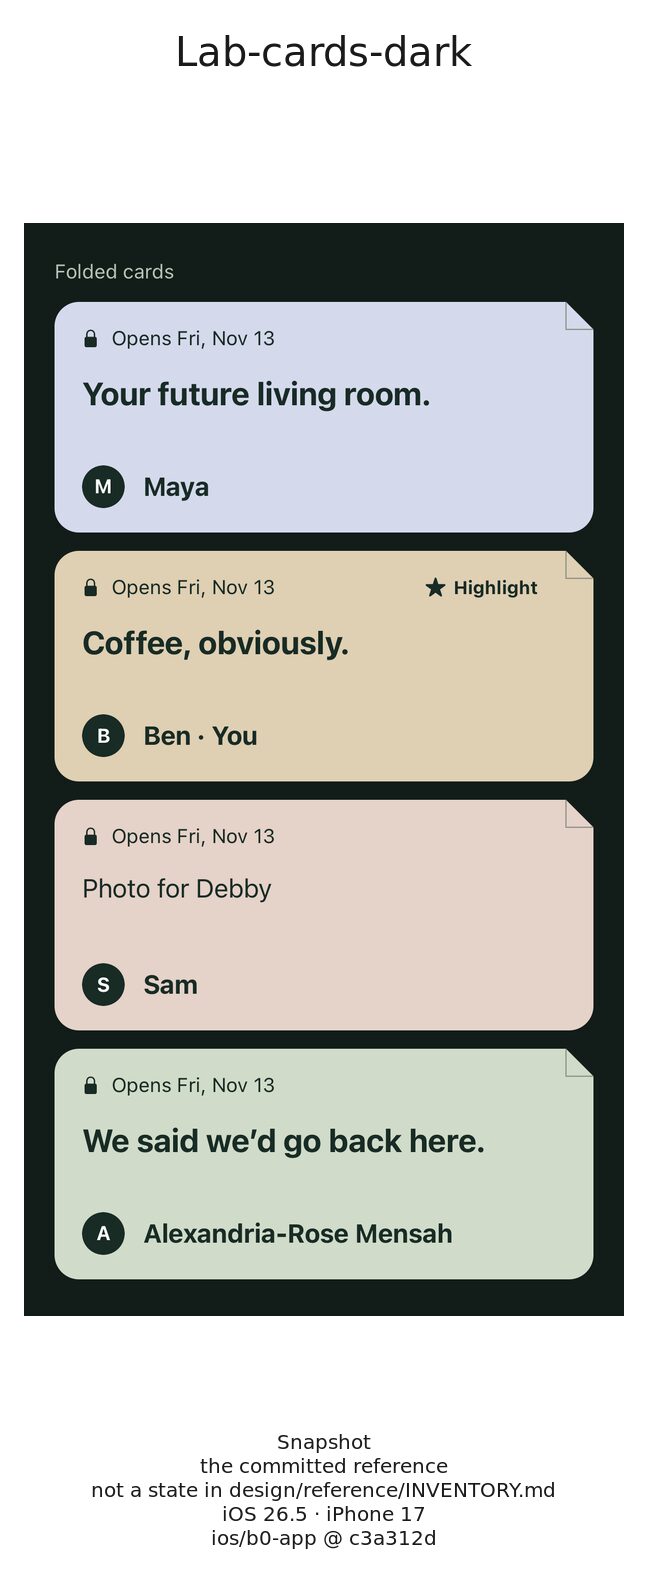 Lab-cards-dark
Folded cards
Opens Fri, Nov 13
Your future living room.
M Maya
Opens Fri, Nov 13 Highlight
Coffee, obviously.
B Ben · You
Opens Fri, Nov 13
Photo for Debby
S Sam
Opens Fri, Nov 13
We said we’d go back here.
A Alexandria-Rose Mensah
Snapshot
the committed reference
not a state in design/reference/INVENTORY.md
iOS 26.5 · iPhone 17
ios/b0-app @ c3a312d